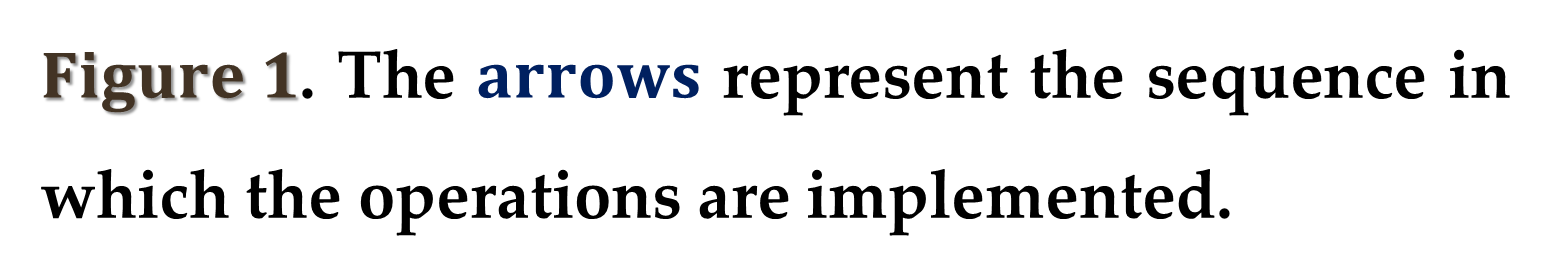 Figure 1. The arrows represent the sequence in
which the operations are implemented.